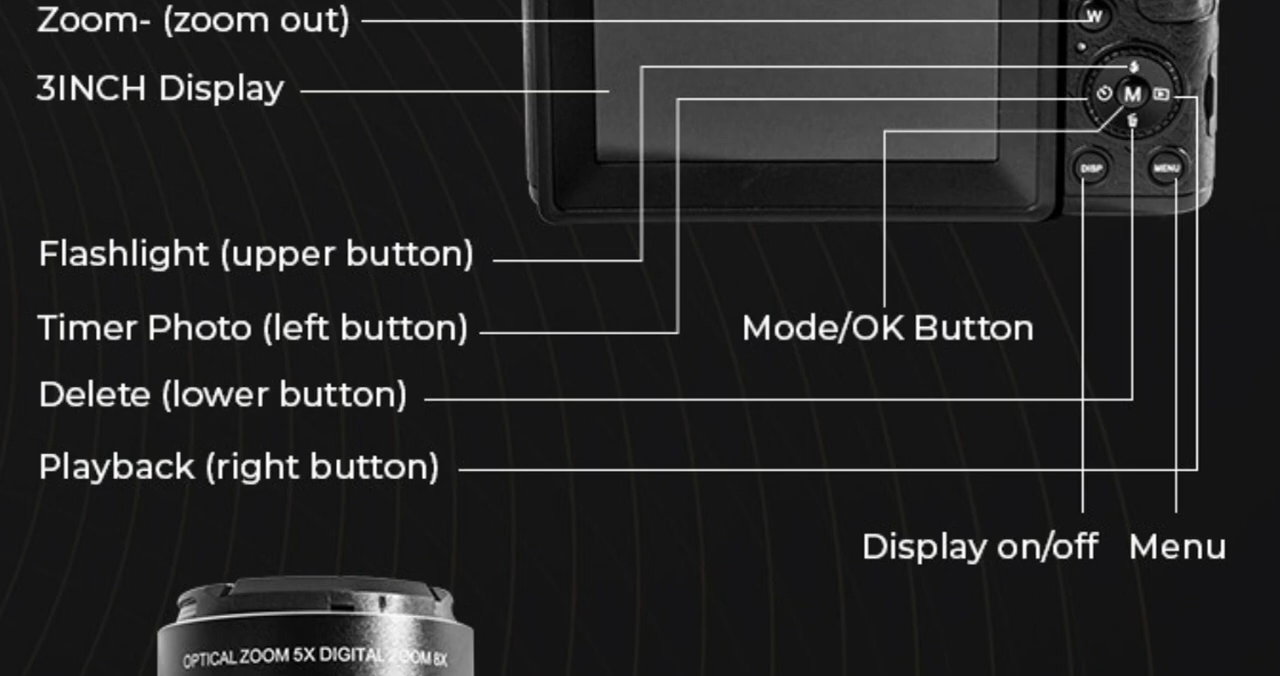 Zoom- (zoom out)
W
3INCH Display
M
DISP
MENU
Flashlight (upper button)
Timer Photo (left button)
Mode/OK Button
Delete (lower button)
Playback (right button)
Display on/off
Menu
OPTICAL ZOOM 5X DIGITAL ZOOM 8X